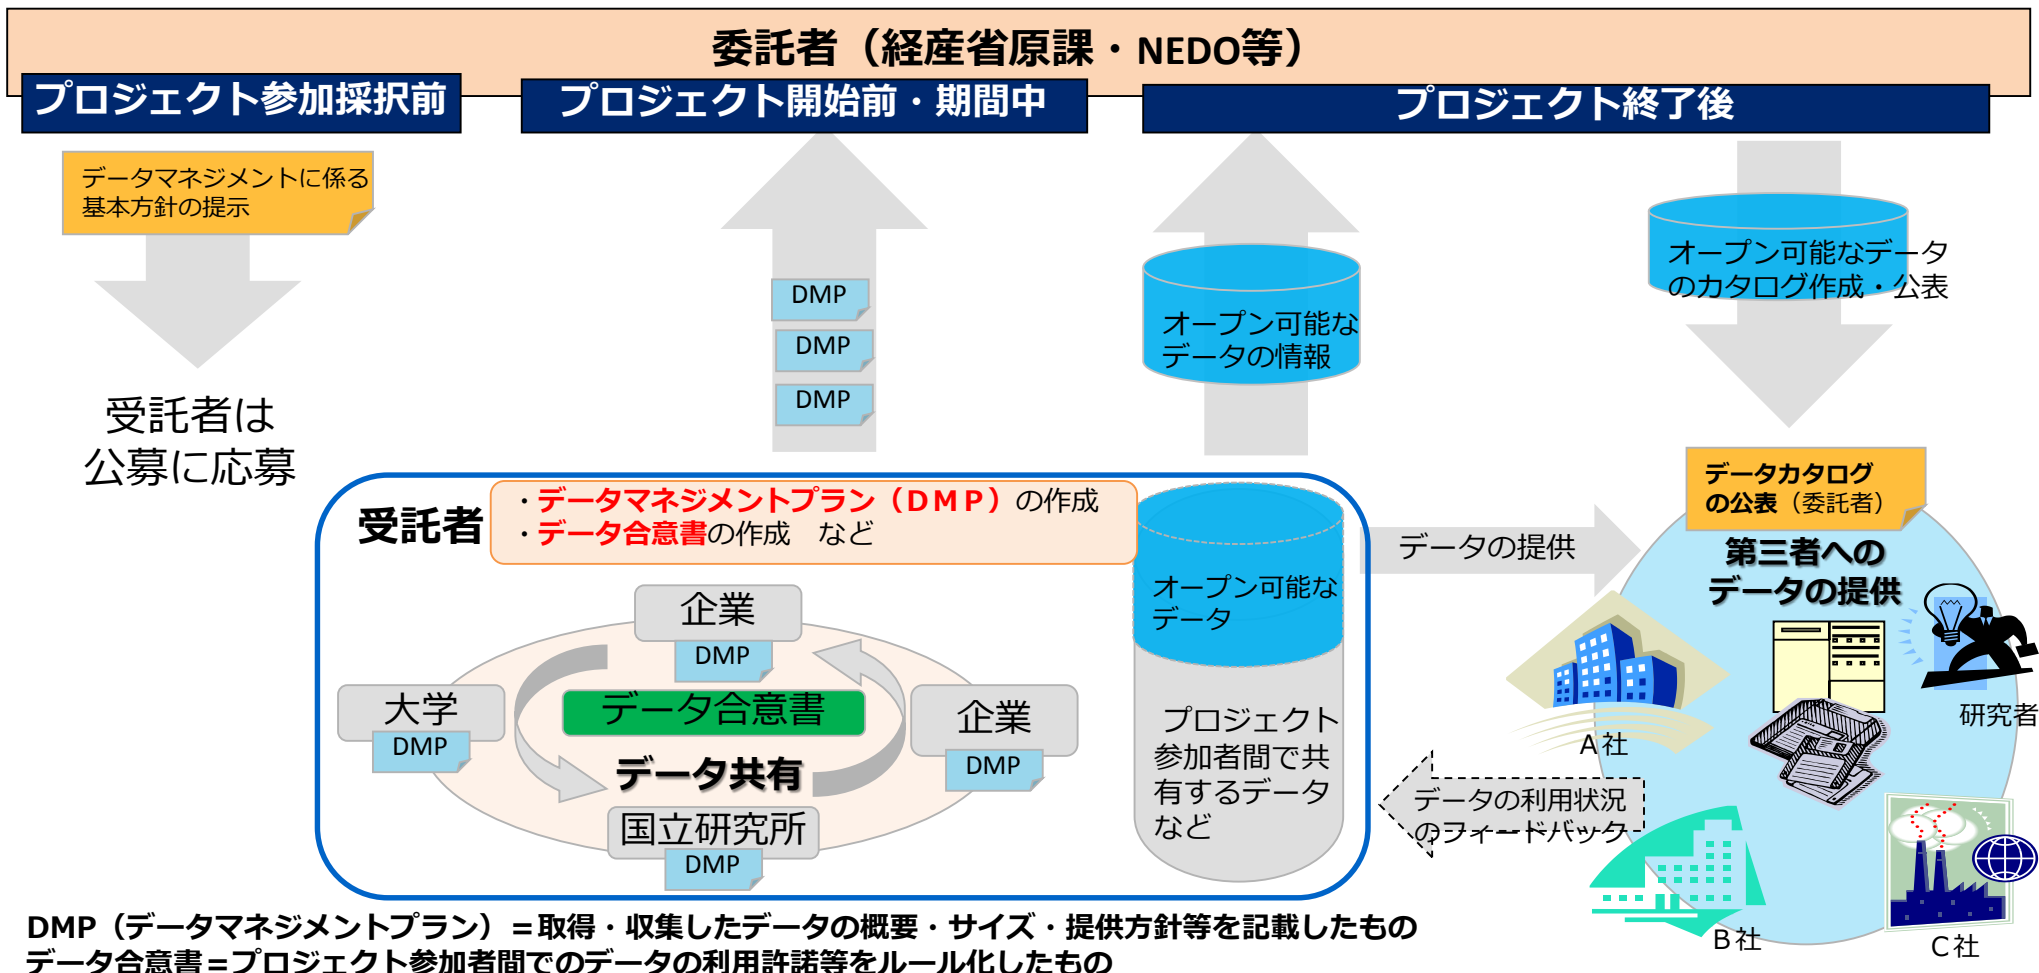 委託者（経産省原課・NEDO等）
プロジェクト参加採択前
プロジェクト開始前・期間中
プロジェクト終了後
データマネジメントに係る
基本方針の提示
受託者は
公募に応募
DMP
DMP
DMP
オープン可能な
データの情報
オープン可能なデータ
のカタログ作成・公表
受託者
・データマネジメントプラン（ＤＭＰ）の作成
・データ合意書の作成　など
企業
DMP
大学
DMP
データ合意書
企業
DMP
データ共有
国立研究所
DMP
オープン可能な
データ
プロジェクト
参加者間で共
有するデータ
など
データの提供
データの利用状況
のフィードバック
データカタログ
の公表（委託者）
第三者への
データの提供
研究者
Ａ社
Ｂ社
Ｃ社
DMP（データマネジメントプラン）＝取得・収集したデータの概要・サイズ・提供方針等を記載したもの
データ合意書＝プロジェクト参加者間でのデータの利用許諾等をルール化したもの